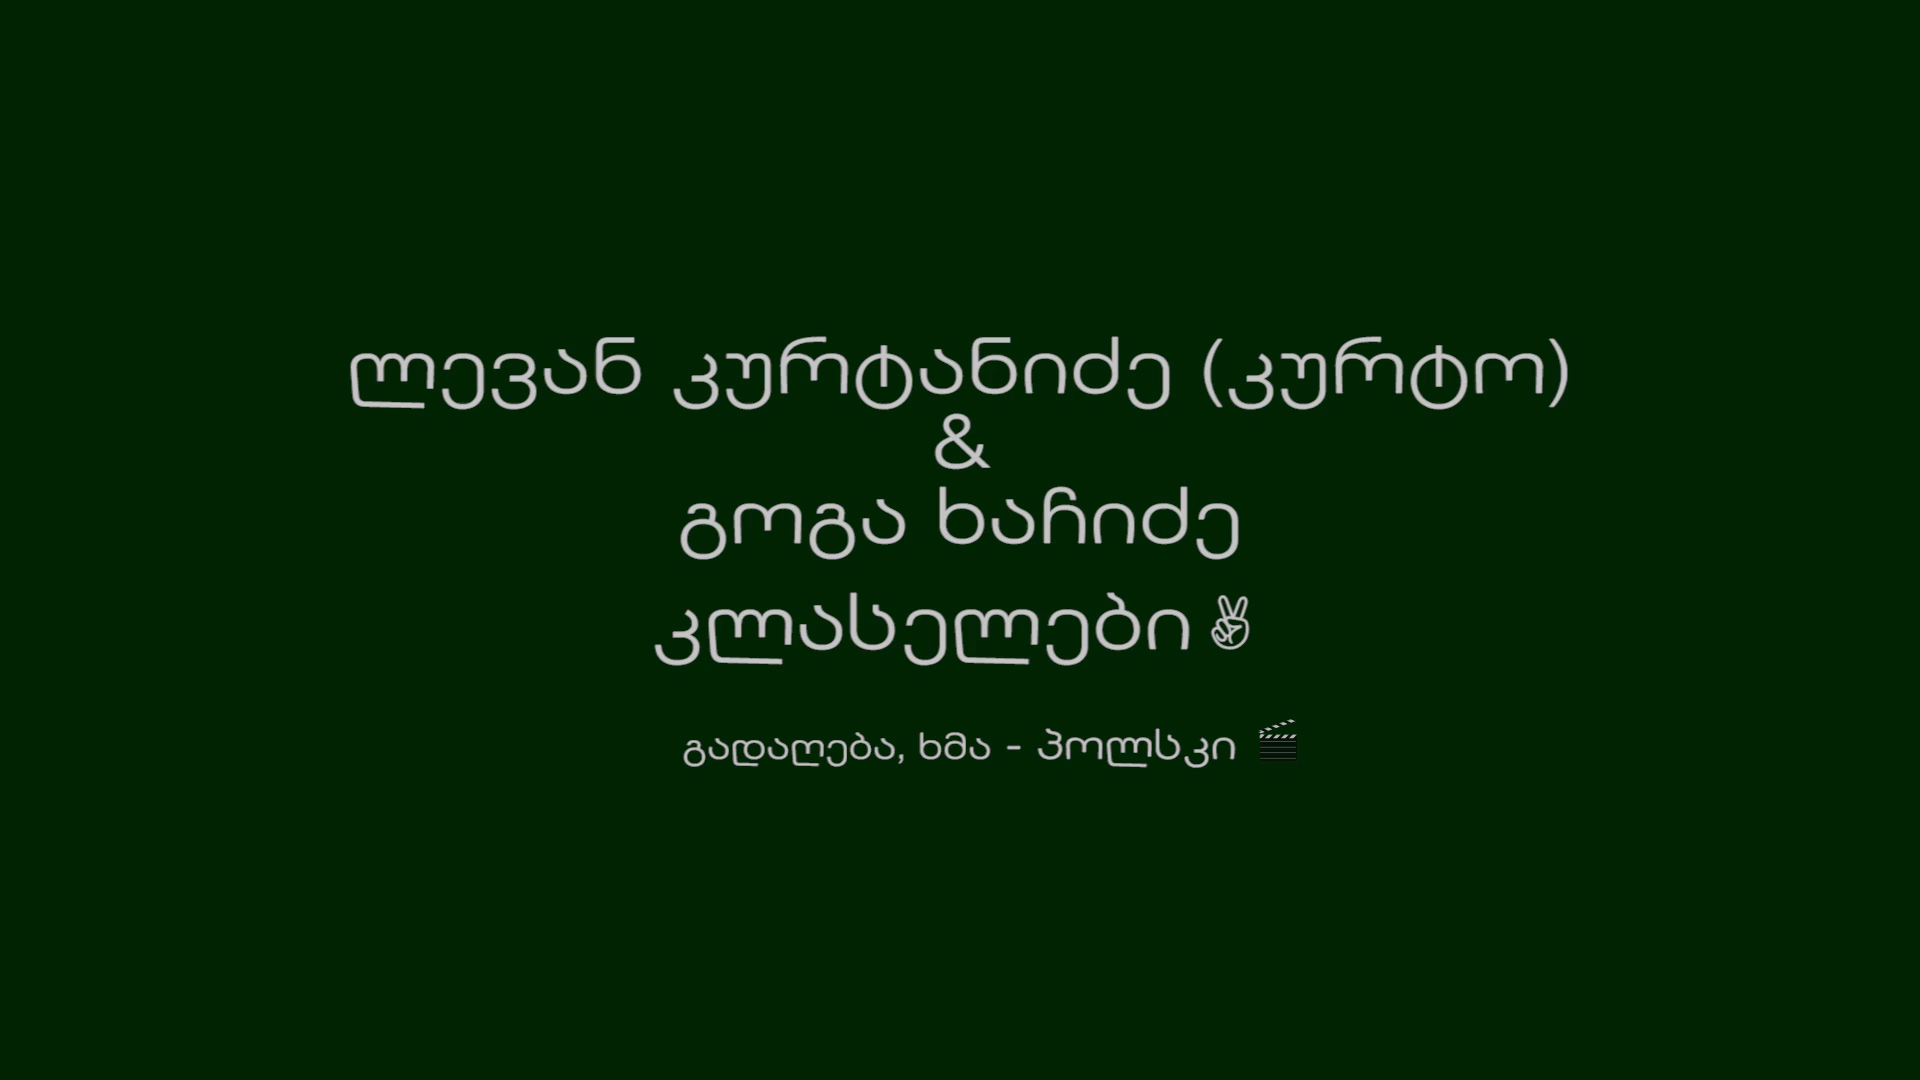 ლევან კურტანიძე (კურტო)
&
გოგა ხაჩიძე
კლასელები✌
გადაღება, ხმა - პოლსკი 🎬